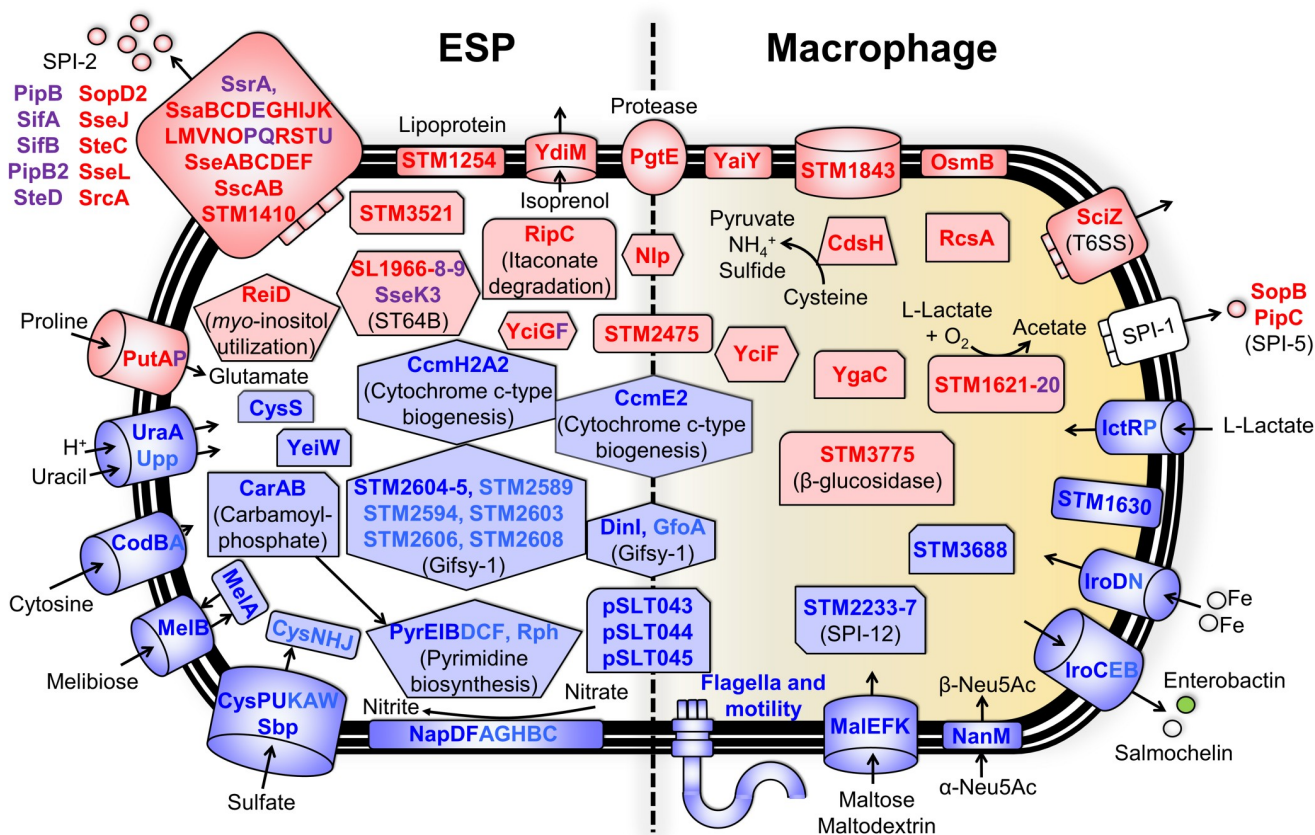 ESP
Macrophage
SPI-2
PipB SopD2
SifA SseJ
SifB SteC
PipB2 SseL
SteD SrcA
SsrA,
SsaBCDEGHIJK
LMVNOPQRSTU
SseABCDEF
SscAB
STM1410
Lipoprotein
STM1254
YdiM
Isoprenol
Protease
PgtE
YaiY
STM1843
OsmB
STM3521
RipC
(Itaconate
degradation)
Nlp
Pyruvate
NH₄⁺
Sulfide
CdsH
Cysteine
RcsA
SciZ
(T6SS)
ReiD
(myo-inositol
utilization)
SL1966-8-9
SseK3
(ST64B)
YciGF
STM2475
YciF
YgaC
L-Lactate
+ O₂
Acetate
STM1621-20
SPI-1
SopB
PipC
(SPI-5)
Proline
PutAP
Glutamate
CcmH2A2
(Cytochrome c-type
biogenesis)
CcmE2
(Cytochrome c-type
biogenesis)
CysS
YeiW
UraA
Upp
H⁺
Uracil
STM3775
(β-glucosidase)
lctRP
L-Lactate
CarAB
(Carbamoyl-
phosphate)
STM2604-5, STM2589
STM2594, STM2603
STM2606, STM2608
(Gifsy-1)
DinI, GfoA
(Gifsy-1)
STM1630
STM3688
CodBA
Cytosine
MelA
MelB
Melibiose
CysNHJ
PyrEIBDCF, Rph
(Pyrimidine
biosynthesis)
pSLT043
pSLT044
pSLT045
STM2233-7
(SPI-12)
IroDN
Fe
Fe
IroCEB
Enterobactin
Salmochelin
CysPUKAW
Sbp
Sulfate
Nitrite
Nitrate
NapDFAGHBC
Flagella and
motility
MalEFK
Maltose
Maltodextrin
β-Neu5Ac
NanM
α-Neu5Ac